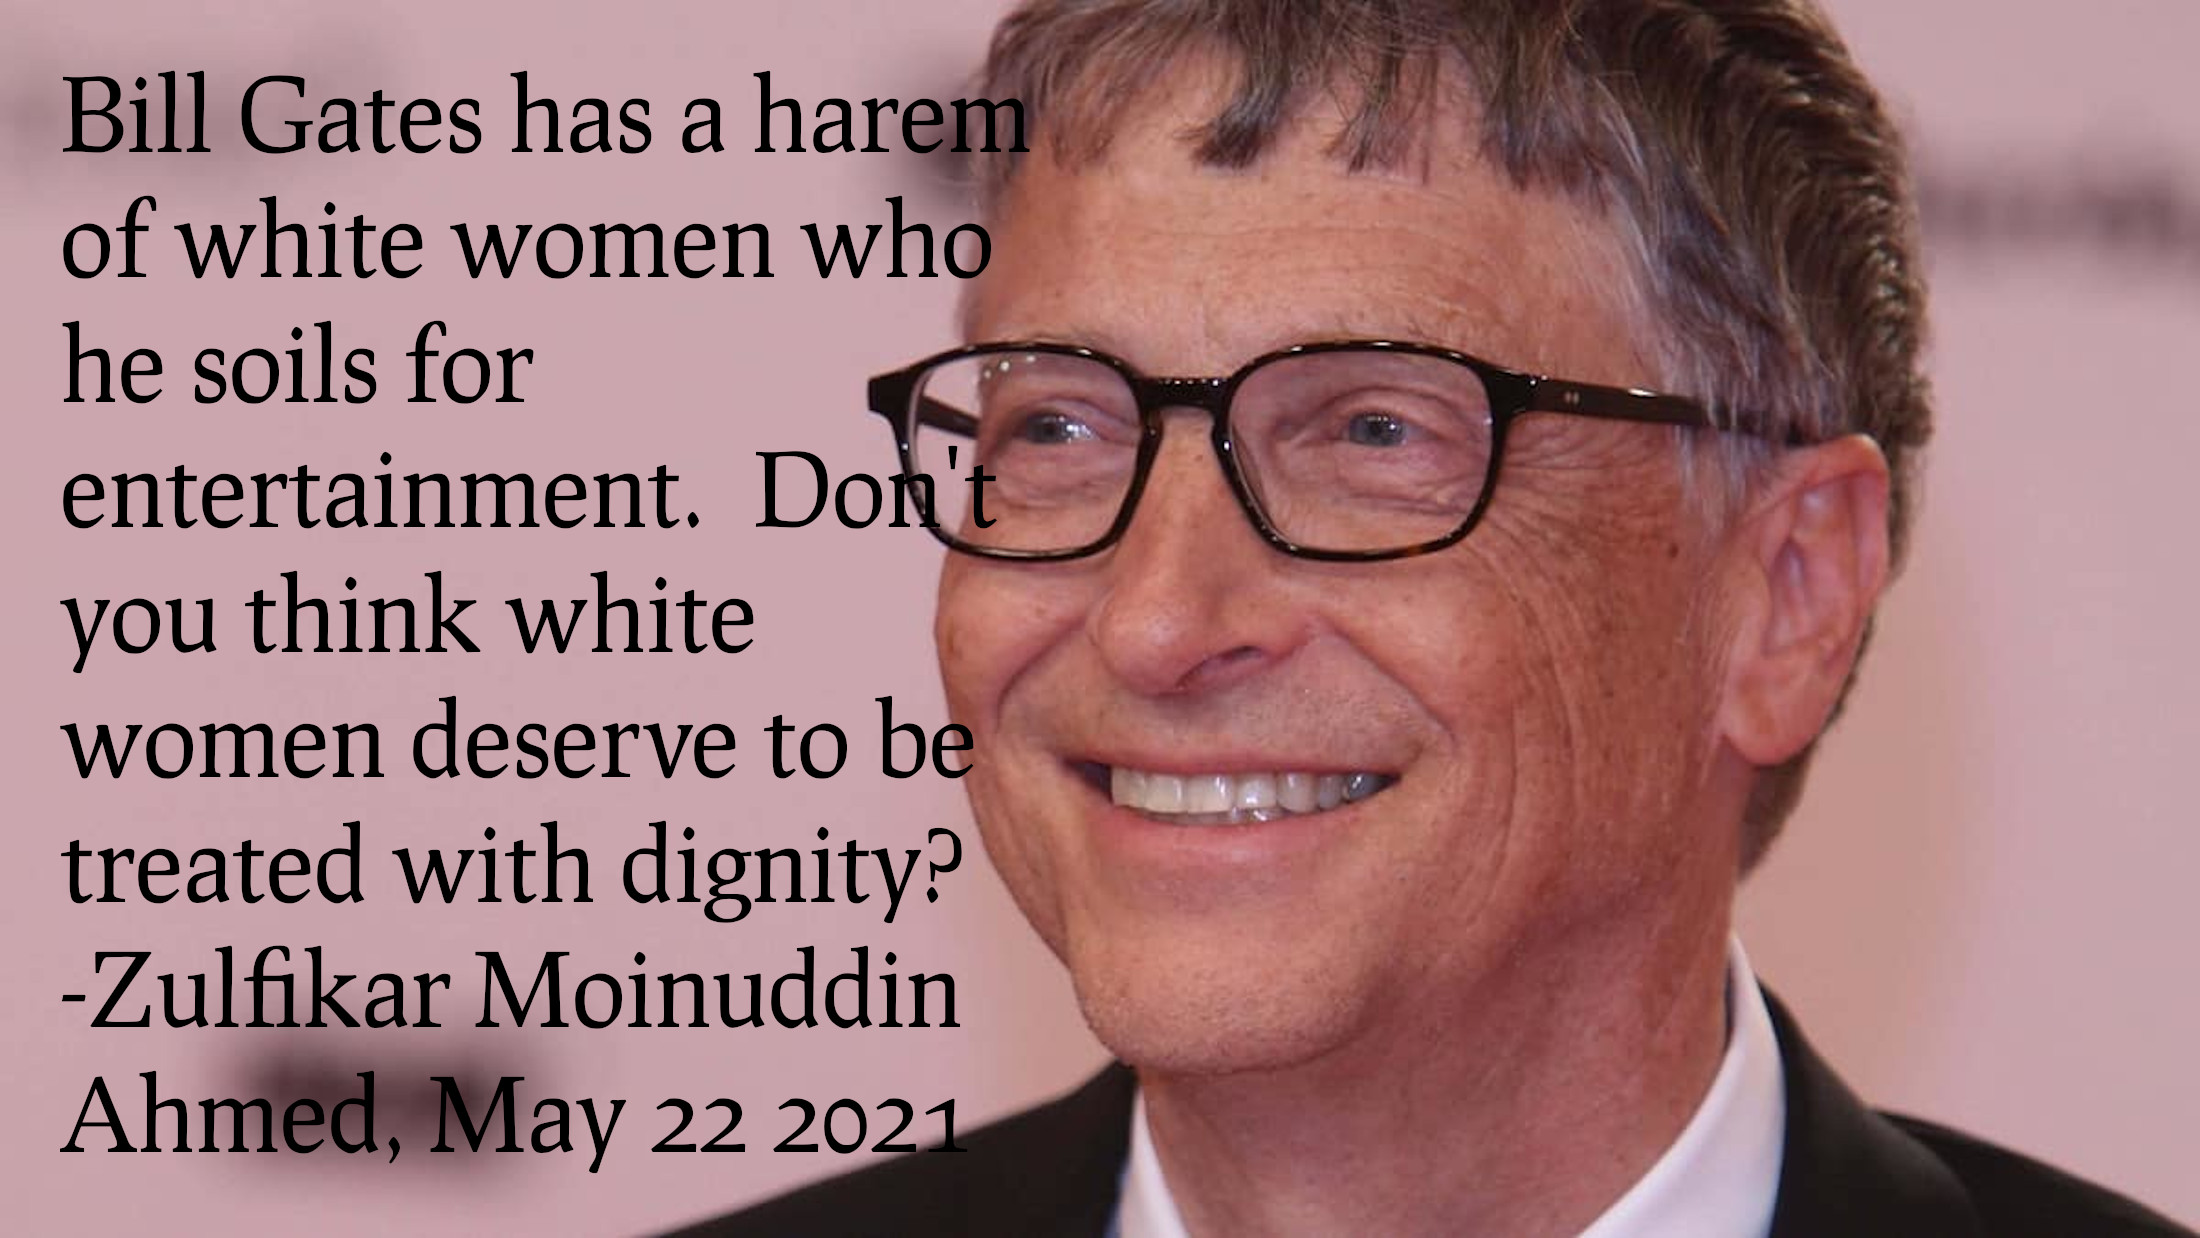 Bill Gates has a harem
of white women who
he soils for
entertainment.  Don't
you think white
women deserve to be
treated with dignity?
-Zulfikar Moinuddin
Ahmed, May 22 2021